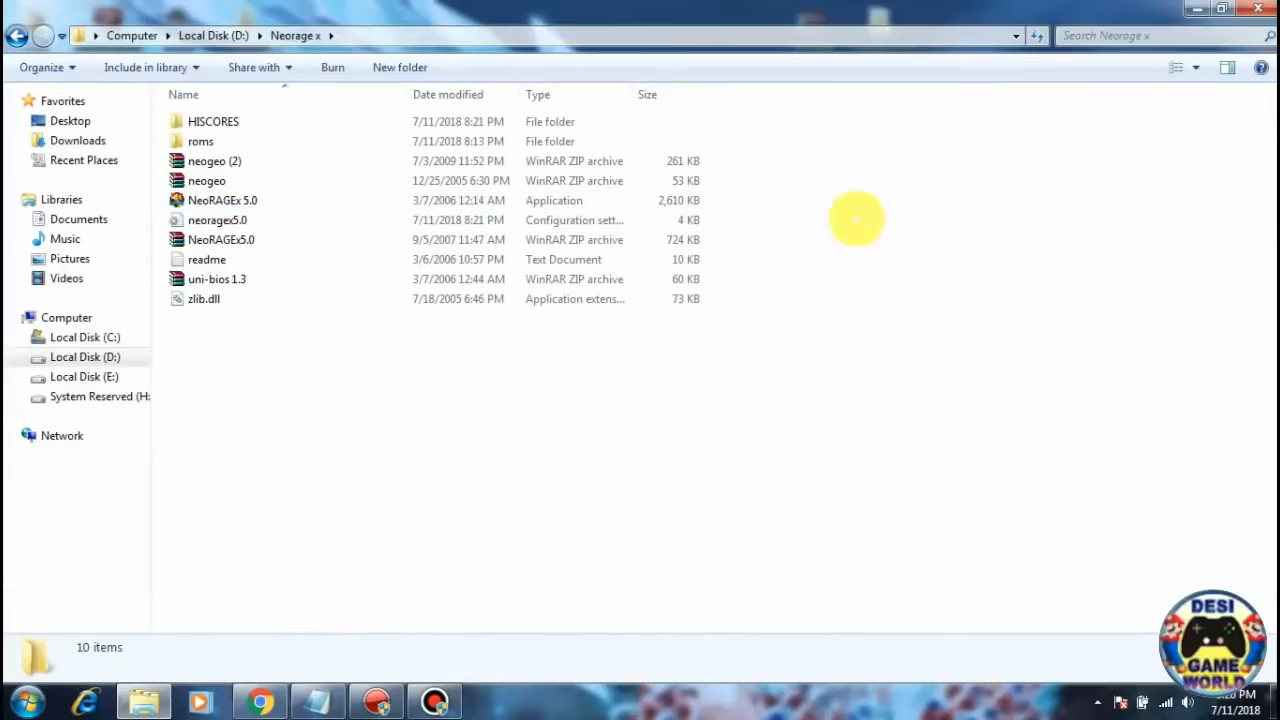 Computer Local Disk (D:) Neorage x Search Neorage x
Organize Include in library Share with Burn New folder
Name Date modified Type Size
Favorites
Desktop
Downloads
Recent Places
Libraries
Documents
Music
Pictures
Videos
Computer
Local Disk (C:)
Local Disk (D:)
Local Disk (E:)
System Reserved (H:
Network
HISCORES 7/11/2018 8:21 PM File folder
roms 7/11/2018 8:13 PM File folder
neogeo (2) 7/3/2009 11:52 PM WinRAR ZIP archive 261 KB
neogeo 12/25/2005 6:30 PM WinRAR ZIP archive 53 KB
NeoRAGEx 5.0 3/7/2006 12:14 AM Application 2,610 KB
neoragex5.0 7/11/2018 8:21 PM Configuration sett... 4 KB
NeoRAGEx5.0 9/5/2007 11:47 AM WinRAR ZIP archive 724 KB
readme 3/6/2006 10:57 PM Text Document 10 KB
uni-bios 1.3 3/7/2006 12:44 AM WinRAR ZIP archive 60 KB
zlib.dll 7/18/2005 6:46 PM Application extens... 73 KB
10 items
DESI
GAME
WORLD
PM
7/11/2018